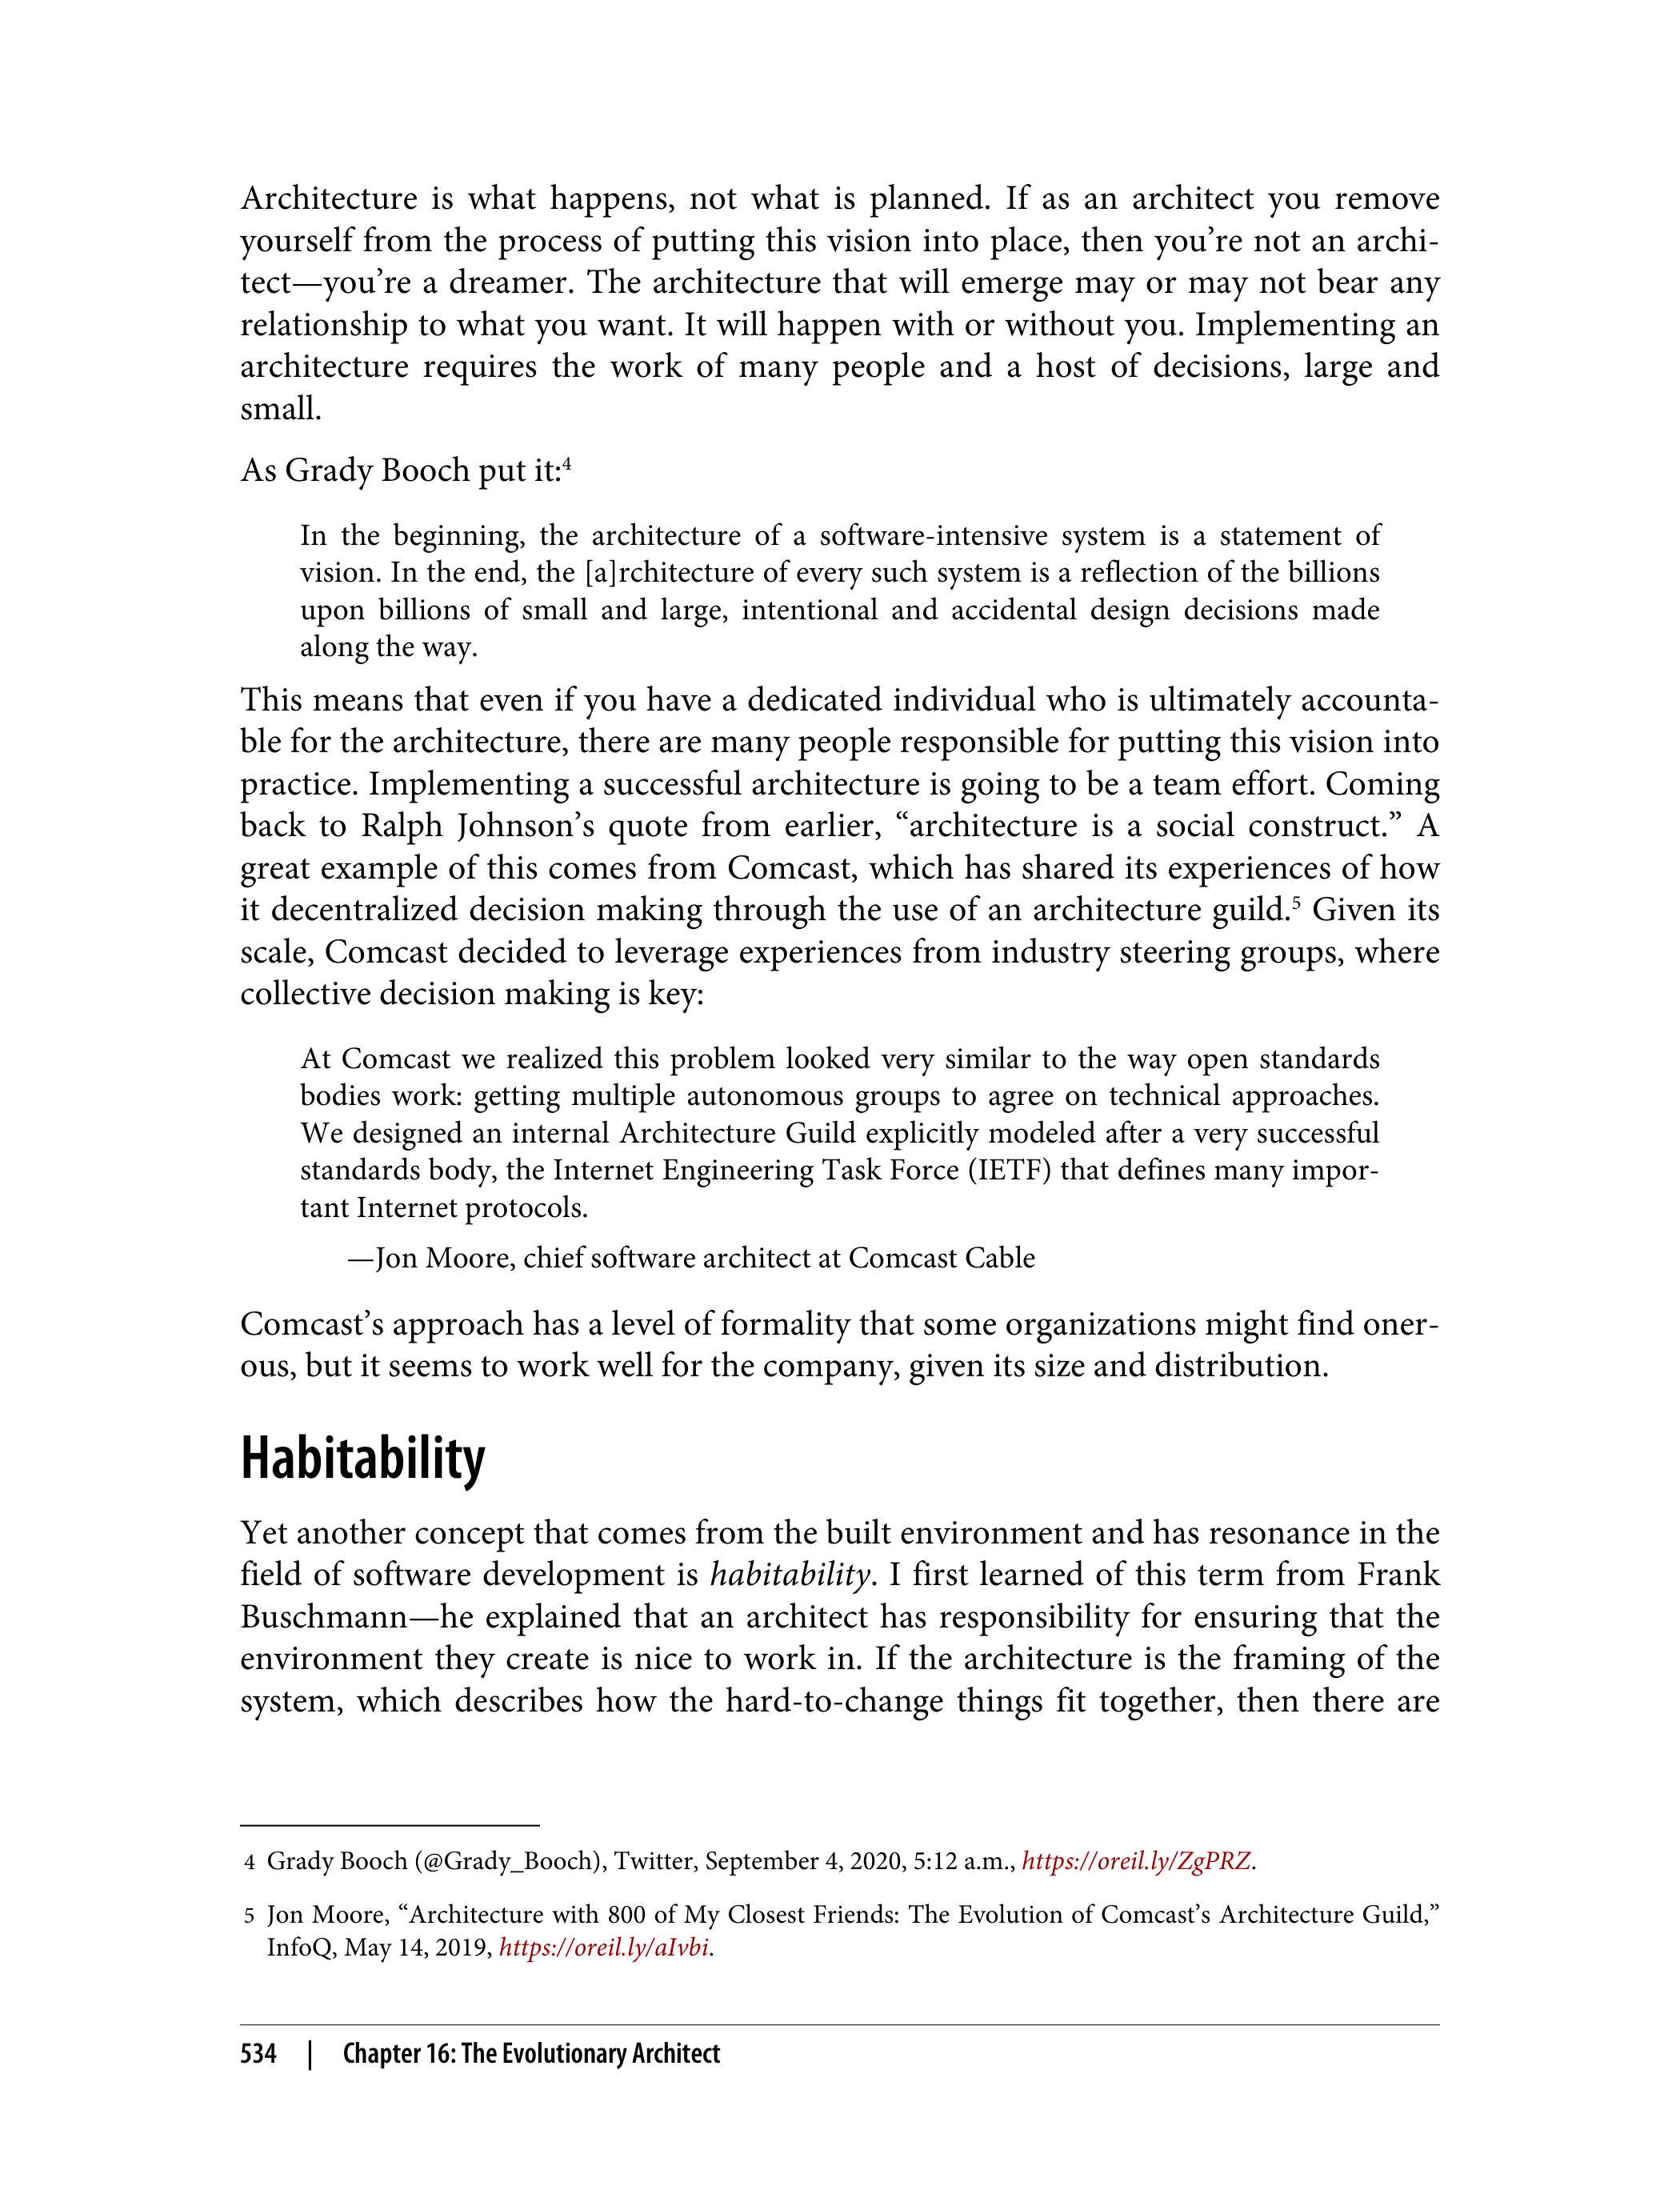 Architecture is what happens, not what is planned. If as an architect you remove
yourself from the process of putting this vision into place, then you’re not an archi-
tect—you’re a dreamer. The architecture that will emerge may or may not bear any
relationship to what you want. It will happen with or without you. Implementing an
architecture requires the work of many people and a host of decisions, large and
small.
As Grady Booch put it:4
In the beginning, the architecture of a software-intensive system is a statement of
vision. In the end, the [a]rchitecture of every such system is a reflection of the billions
upon billions of small and large, intentional and accidental design decisions made
along the way.
This means that even if you have a dedicated individual who is ultimately accounta-
ble for the architecture, there are many people responsible for putting this vision into
practice. Implementing a successful architecture is going to be a team effort. Coming
back to Ralph Johnson’s quote from earlier, “architecture is a social construct.” A
great example of this comes from Comcast, which has shared its experiences of how
it decentralized decision making through the use of an architecture guild.5 Given its
scale, Comcast decided to leverage experiences from industry steering groups, where
collective decision making is key:
At Comcast we realized this problem looked very similar to the way open standards
bodies work: getting multiple autonomous groups to agree on technical approaches.
We designed an internal Architecture Guild explicitly modeled after a very successful
standards body, the Internet Engineering Task Force (IETF) that defines many impor-
tant Internet protocols.
—Jon Moore, chief software architect at Comcast Cable
Comcast’s approach has a level of formality that some organizations might find oner-
ous, but it seems to work well for the company, given its size and distribution.
Habitability
Yet another concept that comes from the built environment and has resonance in the
field of software development is habitability. I first learned of this term from Frank
Buschmann—he explained that an architect has responsibility for ensuring that the
environment they create is nice to work in. If the architecture is the framing of the
system, which describes how the hard-to-change things fit together, then there are
4 Grady Booch (@Grady_Booch), Twitter, September 4, 2020, 5:12 a.m., https://oreil.ly/ZgPRZ.
5 Jon Moore, “Architecture with 800 of My Closest Friends: The Evolution of Comcast’s Architecture Guild,”
InfoQ, May 14, 2019, https://oreil.ly/aIvbi.
534 | Chapter 16: The Evolutionary Architect